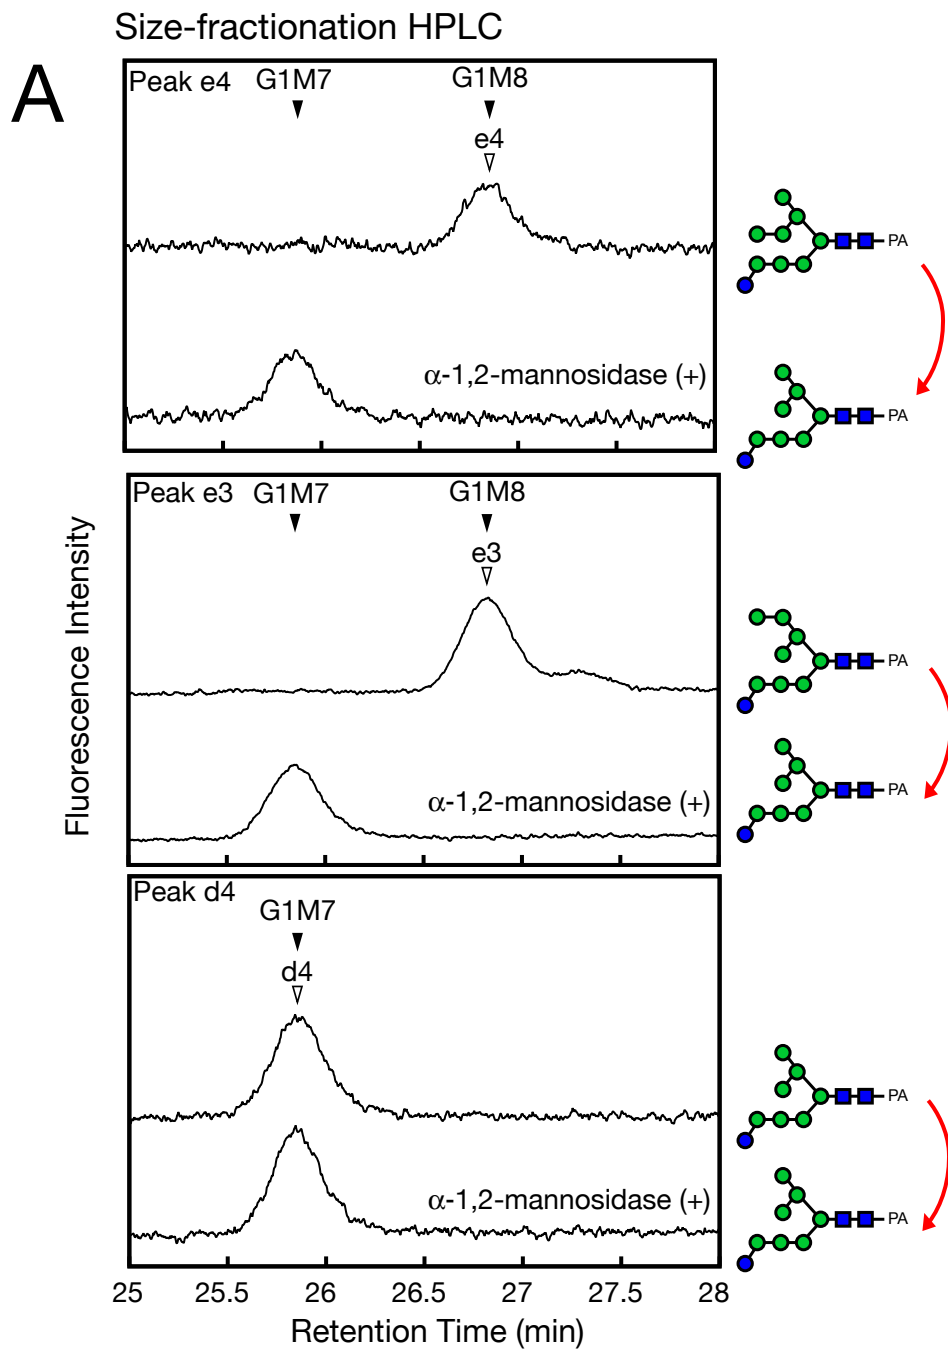 Size-fractionation HPLC
A
Peak e4 G1M7 G1M8
e4
PA
α-1,2-mannosidase (+)
PA
Peak e3 G1M7 G1M8
e3
PA
α-1,2-mannosidase (+)
PA
Fluorescence Intensity
Peak d4
G1M7
d4
PA
α-1,2-mannosidase (+)
PA
25 25.5 26 26.5 27 27.5 28
Retention Time (min)